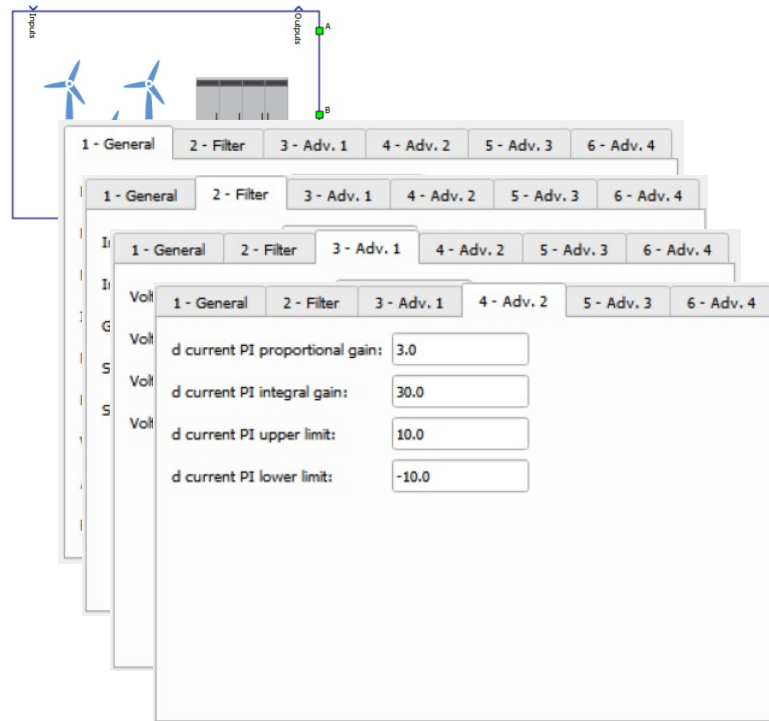 Inputs
Outputs
A
B
1 - General 2 - Filter 3 - Adv. 1 4 - Adv. 2 5 - Adv. 3 6 - Adv. 4
1 - General 2 - Filter 3 - Adv. 1 4 - Adv. 2 5 - Adv. 3 6 - Adv. 4
1 - General 2 - Filter 3 - Adv. 1 4 - Adv. 2 5 - Adv. 3 6 - Adv. 4
1 - General 2 - Filter 3 - Adv. 1 4 - Adv. 2 5 - Adv. 3 6 - Adv. 4
d current PI proportional gain: 3.0
d current PI integral gain: 30.0
d current PI upper limit: 10.0
d current PI lower limit: -10.0